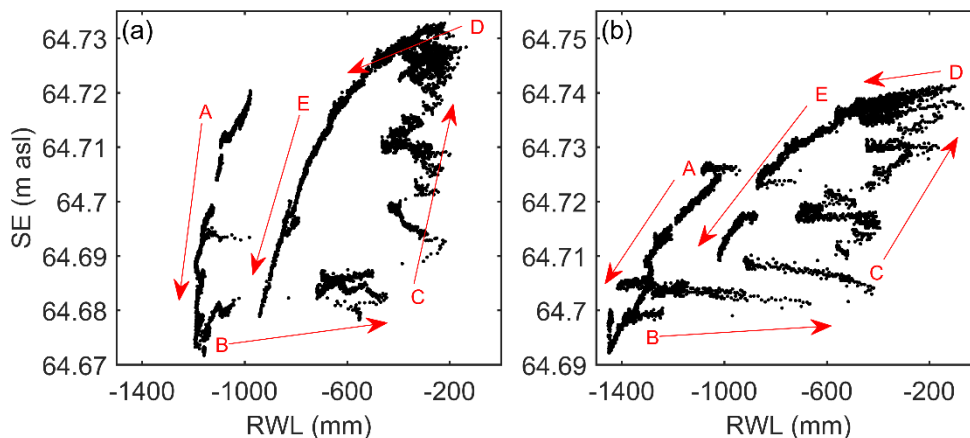 (a)
64.73
64.72
64.71
64.7
64.69
64.68
64.67
SE (m asl)
A
B
C
D
E
-1400
-1000
-600
-200
RWL (mm)
(b)
64.75
64.74
64.73
64.72
64.71
64.7
64.69
A
B
C
D
E
-1400
-1000
-600
-200
RWL (mm)